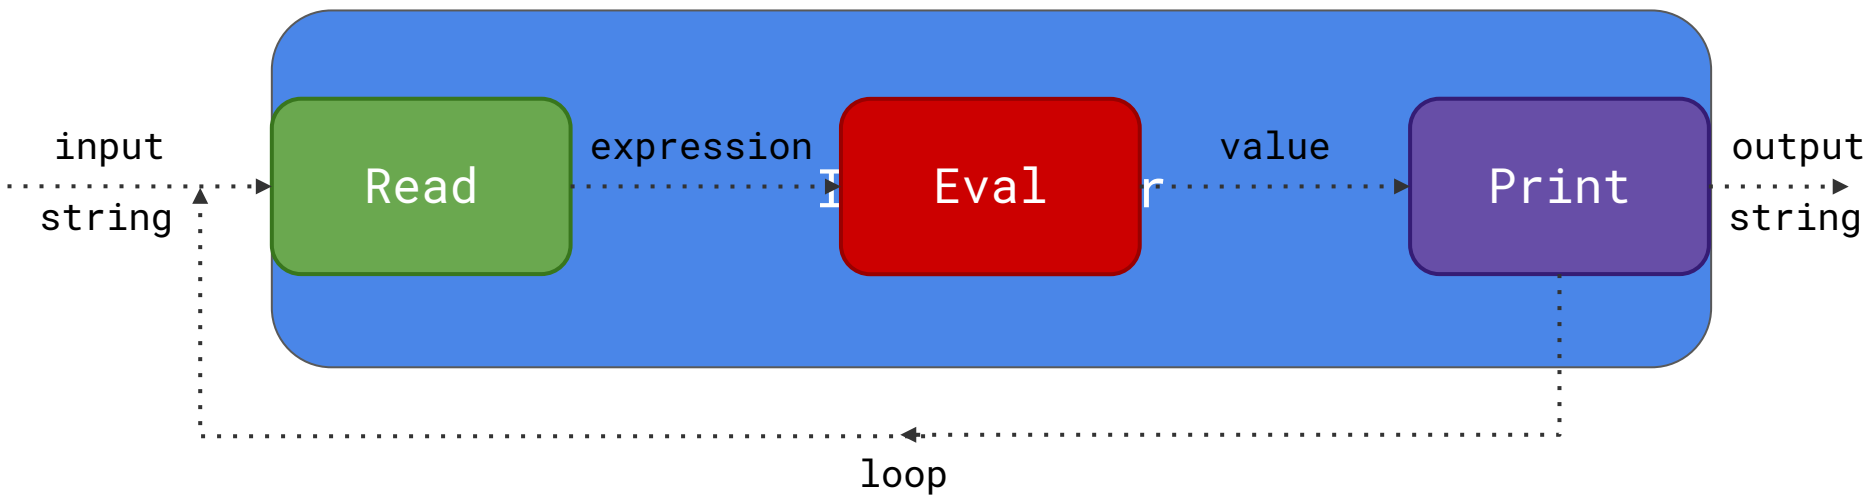 input
string
Read
expression
Eval
value
Print
output
string
loop